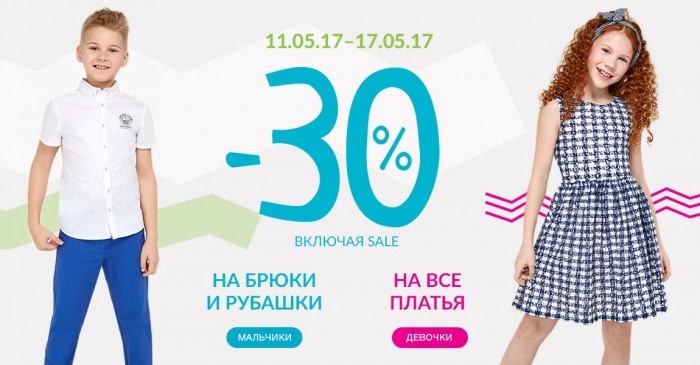 11.05.17–17.05.17
-30%
ВКЛЮЧАЯ SALE
НА БРЮКИ
И РУБАШКИ
МАЛЬЧИКИ
НА ВСЕ
ПЛАТЬЯ
ДЕВОЧКИ